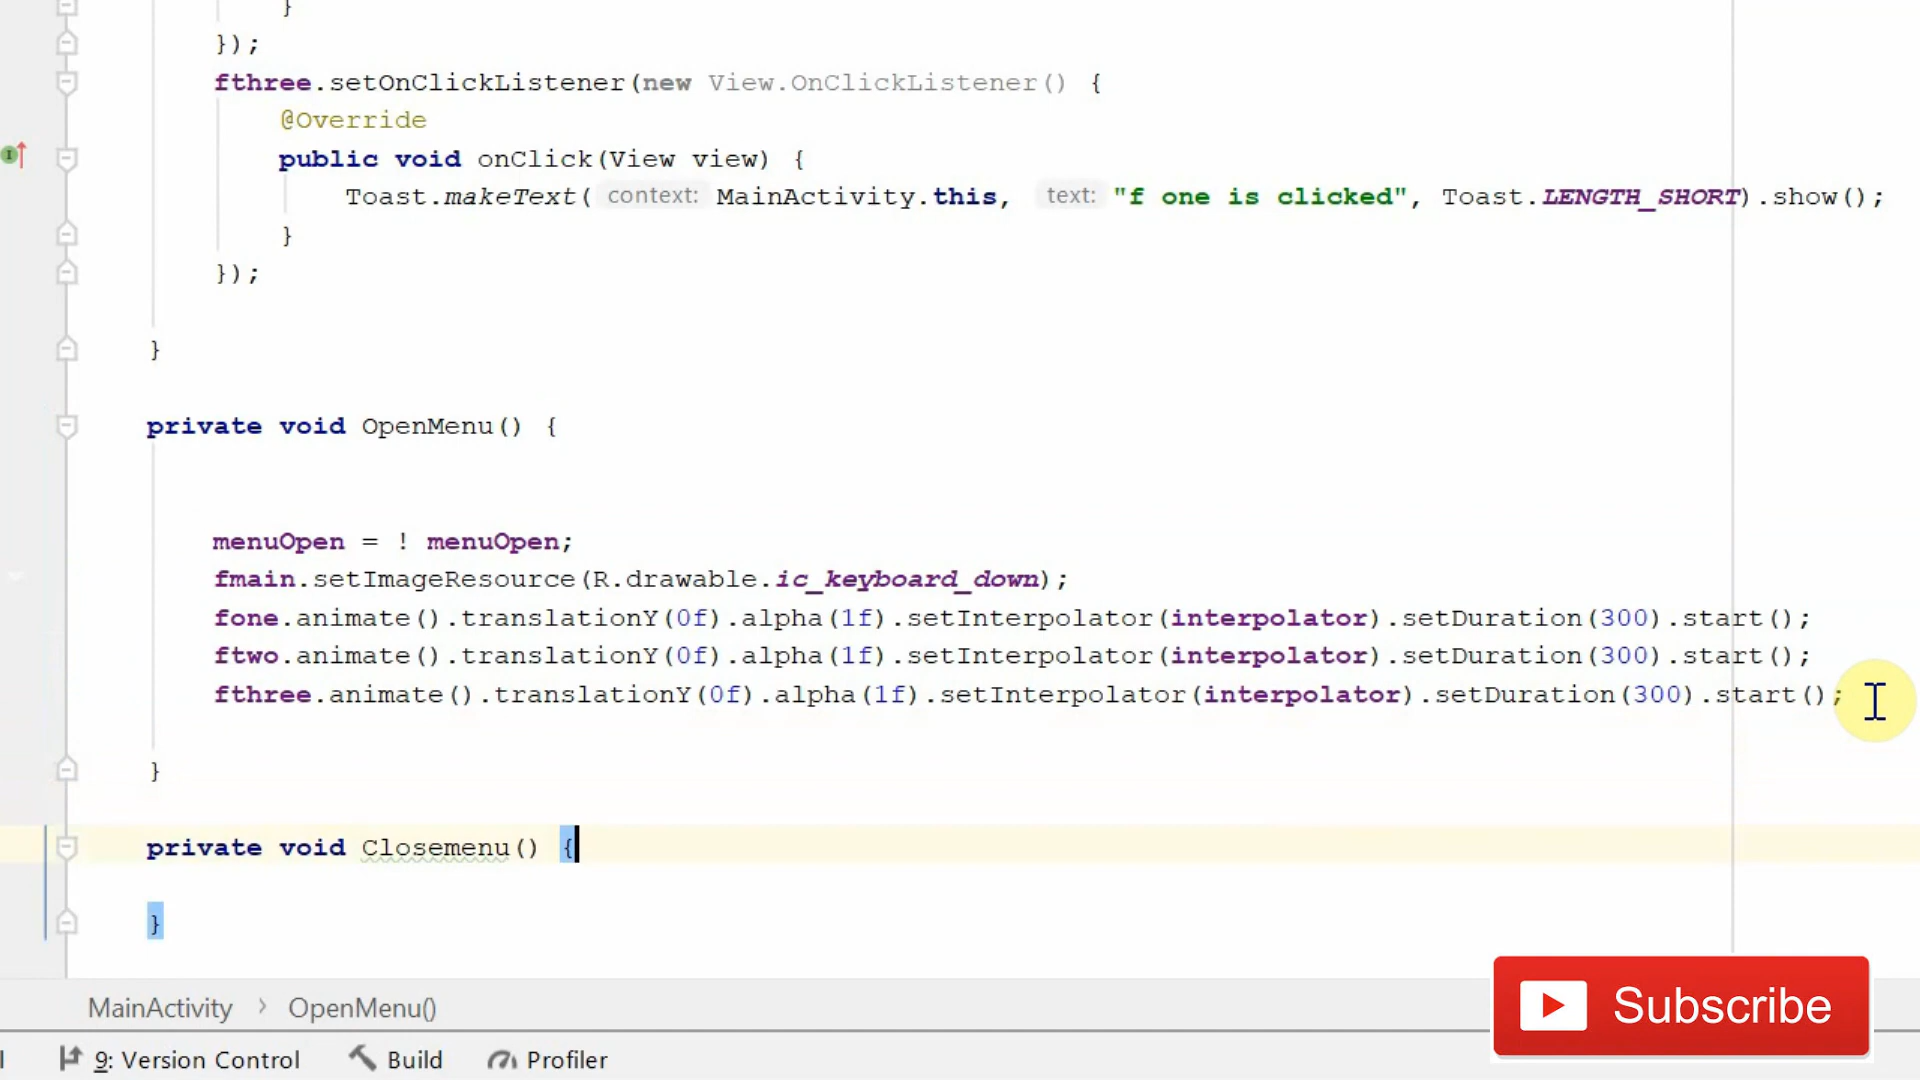 }
});
fthree.setOnClickListener(new View.OnClickListener() {
@Override
public void onClick(View view) {
Toast.makeText( context: MainActivity.this, text: "f one is clicked", Toast.LENGTH_SHORT).show();
}
});
}
private void OpenMenu() {
menuOpen = ! menuOpen;
fmain.setImageResource(R.drawable.ic_keyboard_down);
fone.animate().translationY(0f).alpha(1f).setInterpolator(interpolator).setDuration(300).start();
ftwo.animate().translationY(0f).alpha(1f).setInterpolator(interpolator).setDuration(300).start();
fthree.animate().translationY(0f).alpha(1f).setInterpolator(interpolator).setDuration(300).start();
}
private void Closemenu() {
}
MainActivity › OpenMenu()
Subscribe
9: Version Control Build Profiler